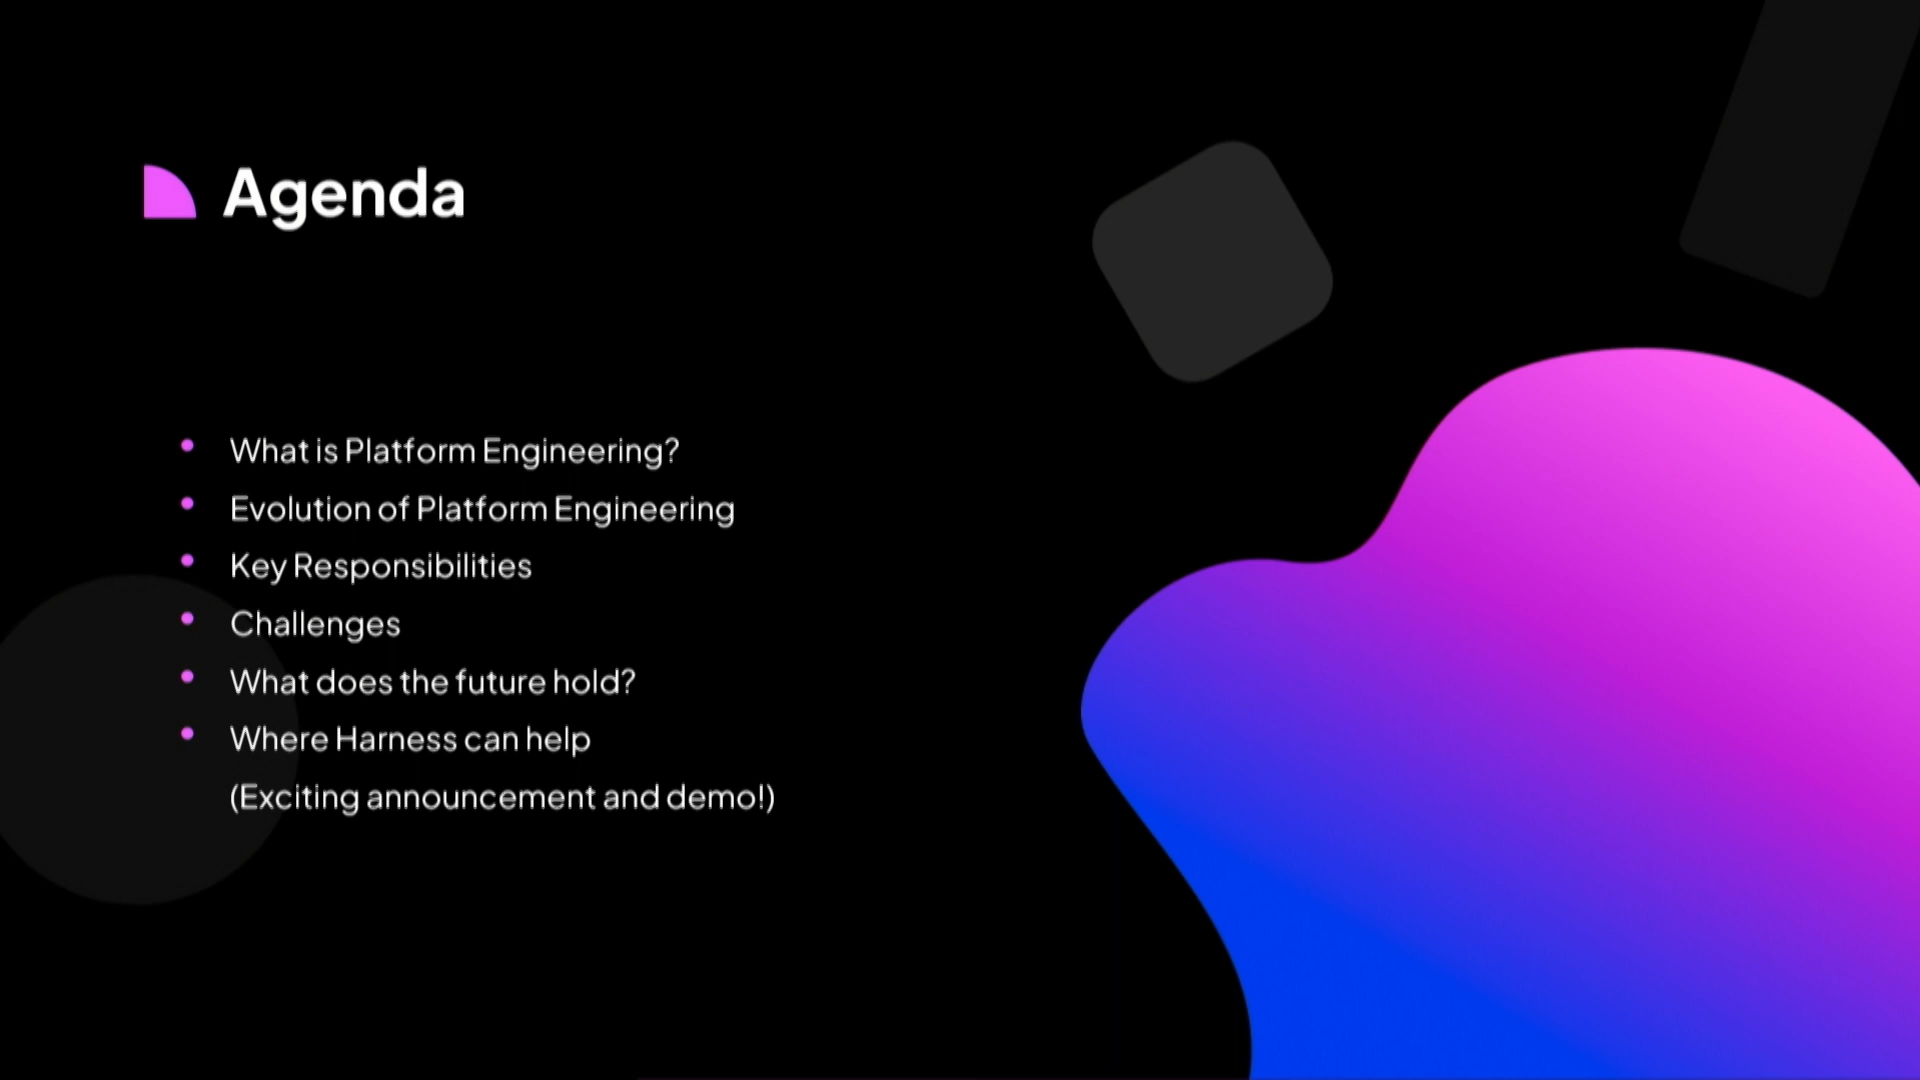 Agenda
What is Platform Engineering?
Evolution of Platform Engineering
Key Responsibilities
Challenges
What does the future hold?
Where Harness can help
(Exciting announcement and demo!)